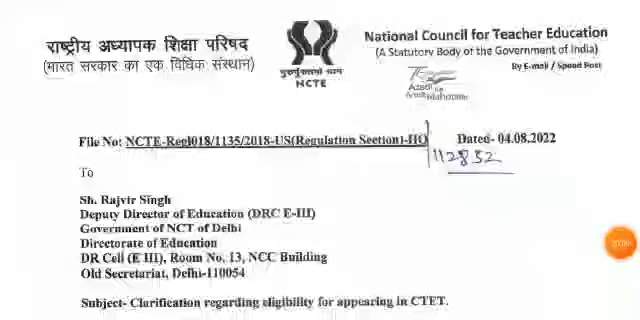 राष्ट्रीय अध्यापक शिक्षा परिषद
(भारत सरकार का एक विधिक संस्थान)
NCTE
National Council for Teacher Education
(A Statutory Body of the Government of India)
By E-mail / Speed Post
Azadi Ka
Amrit Mahotsav
File No: NCTE-Regl018/1135/2018-US(Regulation Section)-HQ
Dated- 04.08.2022
112832
To
Sh. Rajvir Singh
Deputy Director of Education (DRC E-III)
Government of NCT of Delhi
Directorate of Education
DR Cell (E III), Room No. 13, NCC Building
Old Secretariat, Delhi-110054
Subject- Clarification regarding eligibility for appearing in CTET.